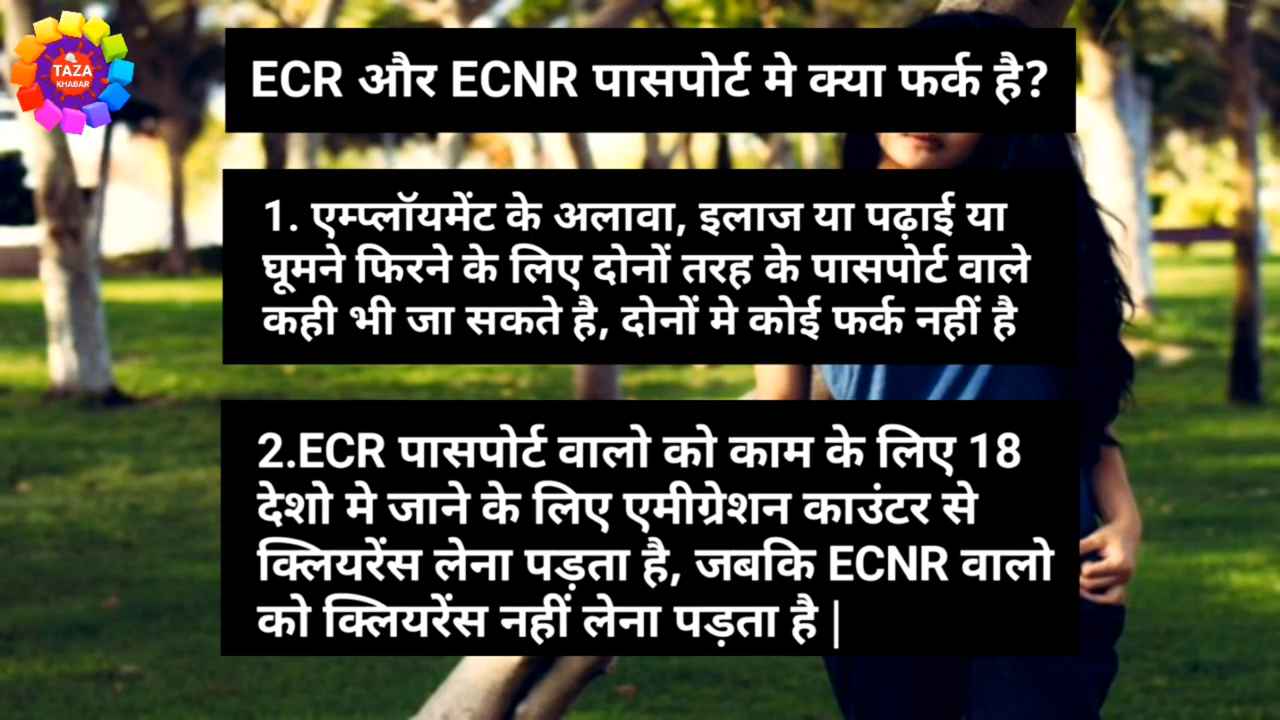 TAZA
KHABAR
ECR और ECNR पासपोर्ट मे क्या फर्क है?
1. एम्प्लॉयमेंट के अलावा, इलाज या पढ़ाई या
घूमने फिरने के लिए दोनों तरह के पासपोर्ट वाले
कही भी जा सकते है, दोनों मे कोई फर्क नहीं है
2.ECR पासपोर्ट वालो को काम के लिए 18
देशो मे जाने के लिए एमीग्रेशन काउंटर से
क्लियरेंस लेना पड़ता है, जबकि ECNR वालो
को क्लियरेंस नहीं लेना पड़ता है |